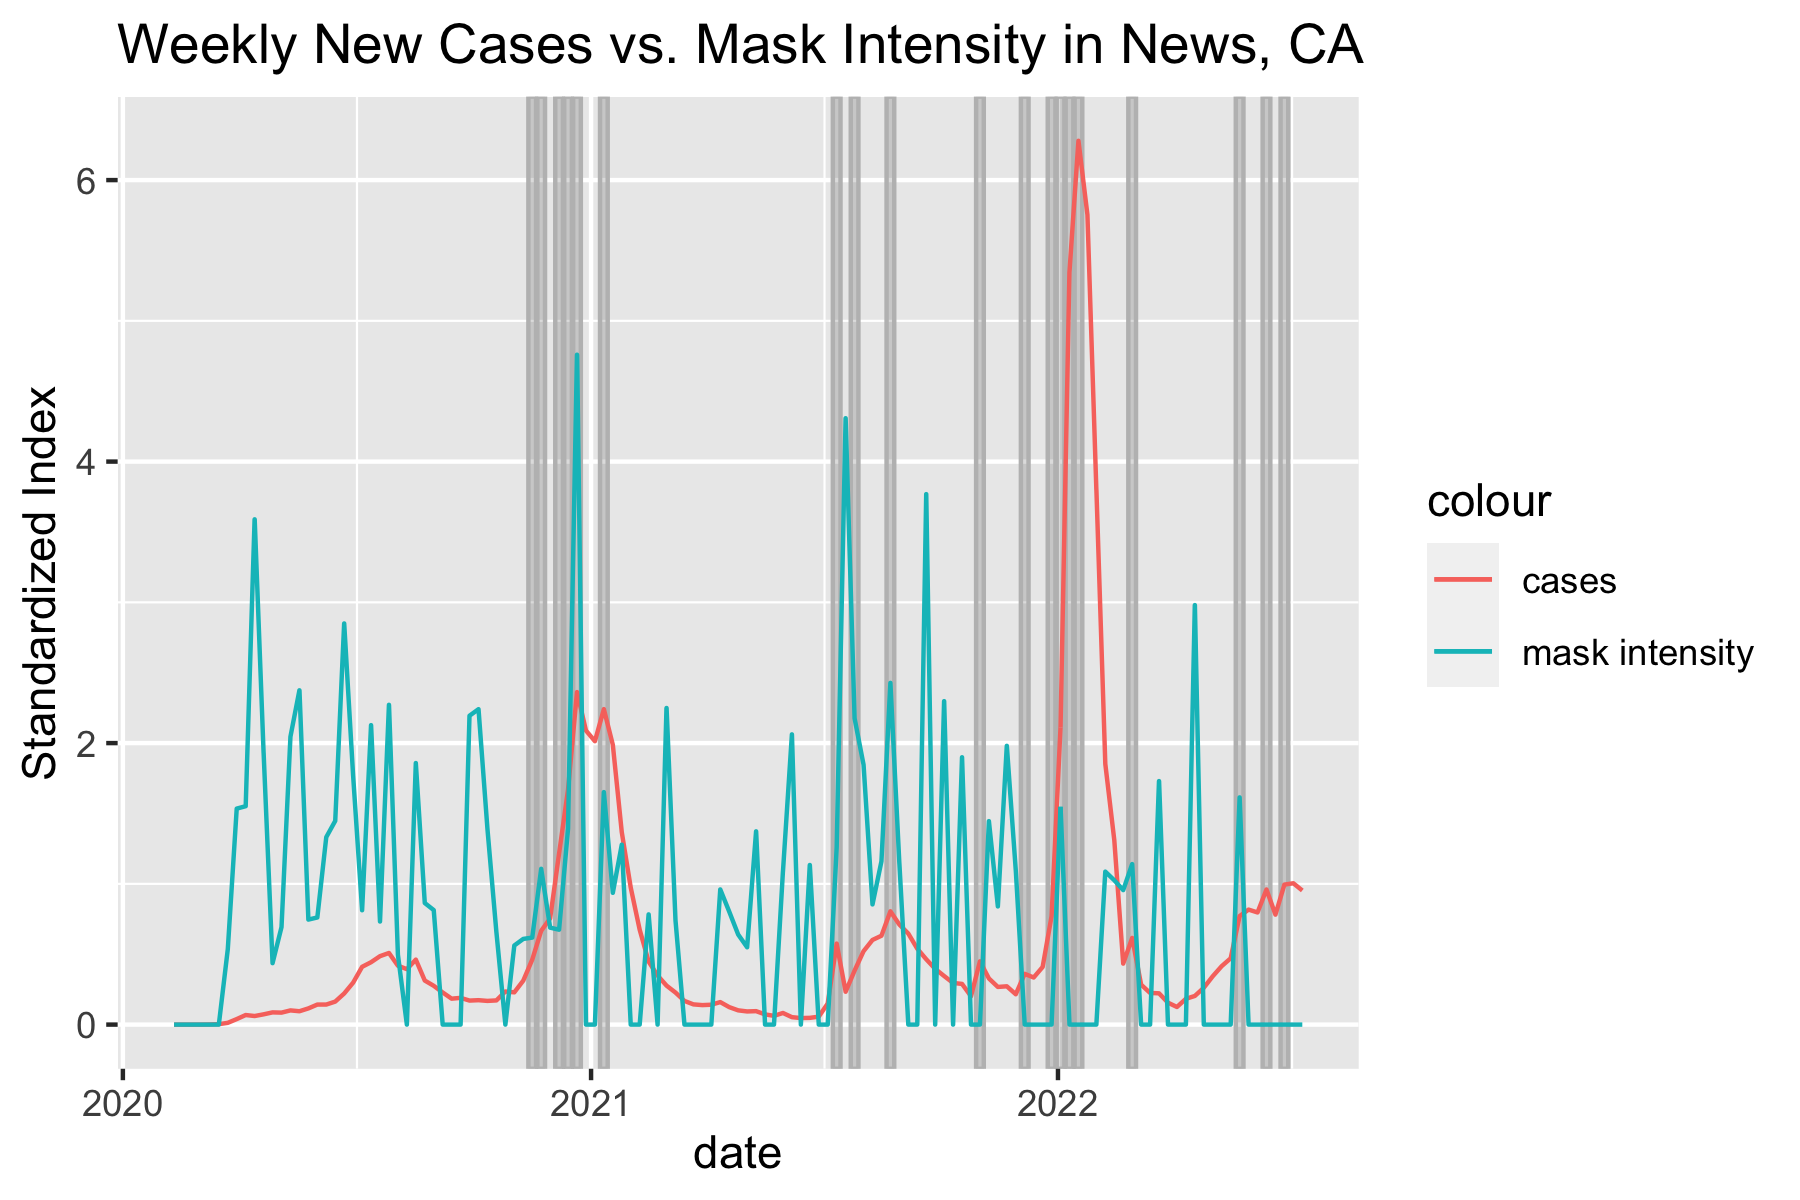 Weekly New Cases vs. Mask Intensity in News, CA
Standardized Index
6
4
2
0
2020
2021
2022
date
colour
cases
mask intensity